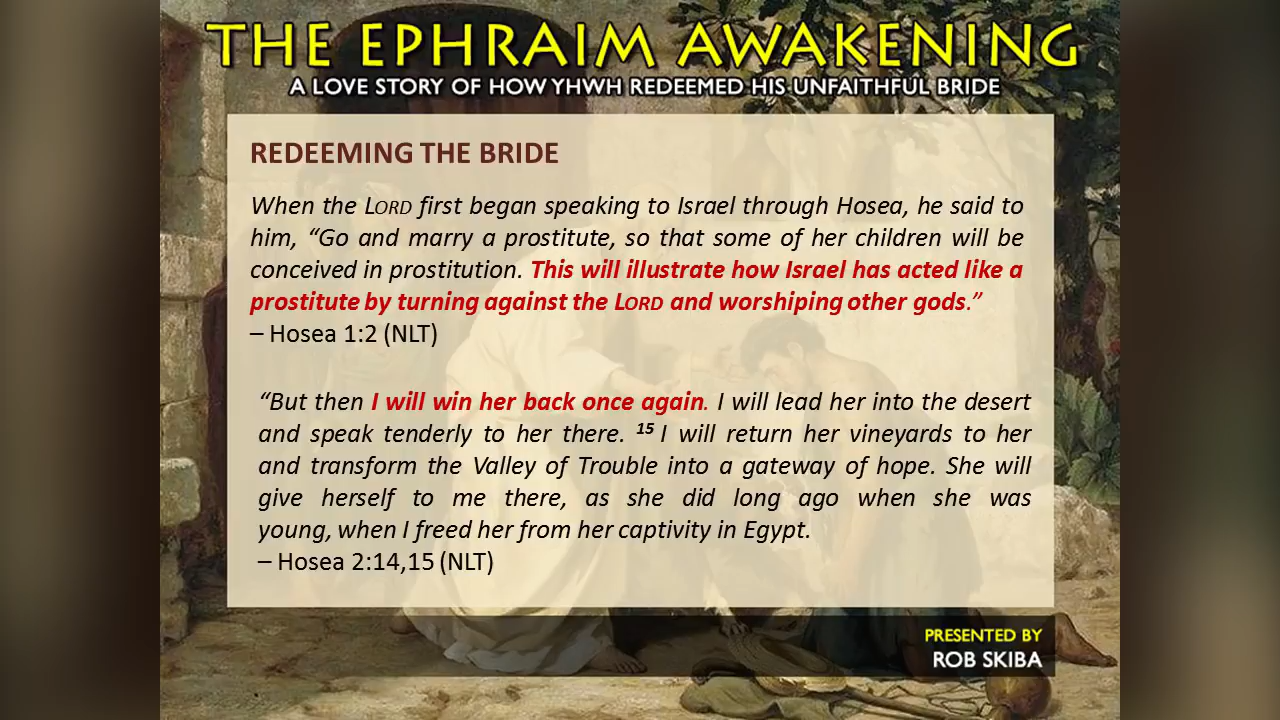 THE EPHRAIM AWAKENING
A LOVE STORY OF HOW YHWH REDEEMED HIS UNFAITHFUL BRIDE
REDEEMING THE BRIDE
When the LORD first began speaking to Israel through Hosea, he said to
him, “Go and marry a prostitute, so that some of her children will be
conceived in prostitution. This will illustrate how Israel has acted like a
prostitute by turning against the LORD and worshiping other gods.”
– Hosea 1:2 (NLT)
“But then I will win her back once again. I will lead her into the desert
and speak tenderly to her there. 15 I will return her vineyards to her
and transform the Valley of Trouble into a gateway of hope. She will
give herself to me there, as she did long ago when she was
young, when I freed her from her captivity in Egypt.
– Hosea 2:14,15 (NLT)
PRESENTED BY
ROB SKIBA